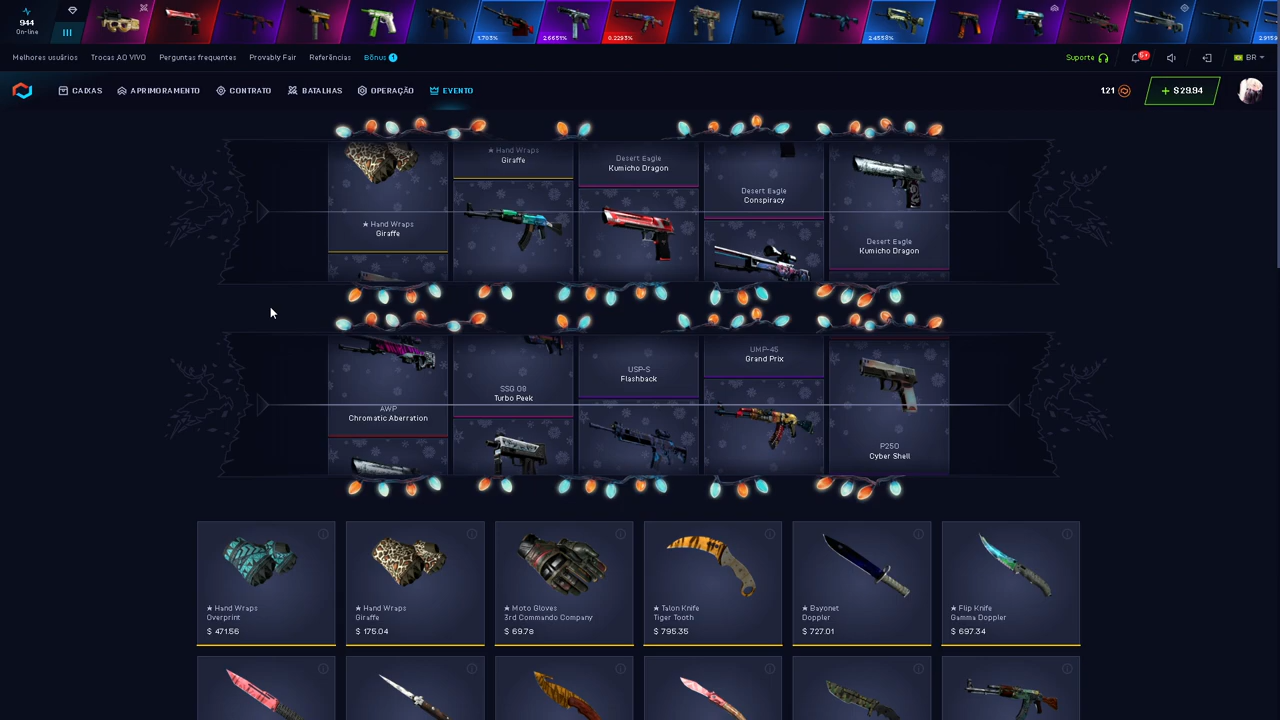 944
On-line
1.703%
2.6651%
0.2293%
2.4558%
2.915
Melhores usuários
Trocas AO VIVO
Perguntas frequentes
Provably Fair
Referências
Bônus
Suporte
5+
BR
CAIXAS
APRIMORAMENTO
CONTRATO
BATALHAS
OPERAÇÃO
EVENTO
121
+ $ 29.94
★ Hand Wraps
Giraffe
★ Hand Wraps
Giraffe
Desert Eagle
Kumicho Dragon
Desert Eagle
Conspiracy
Desert Eagle
Kumicho Dragon
AWP
Chromatic Aberration
SSG 08
Turbo Peek
USP-S
Flashback
UMP-45
Grand Prix
P250
Cyber Shell
★ Hand Wraps
Overprint
$ 471.56
★ Hand Wraps
Giraffe
$ 175.04
★ Moto Gloves
3rd Commando Company
$ 69.78
★ Talon Knife
Tiger Tooth
$ 795.35
★ Bayonet
Doppler
$ 727.01
★ Flip Knife
Gamma Doppler
$ 697.34